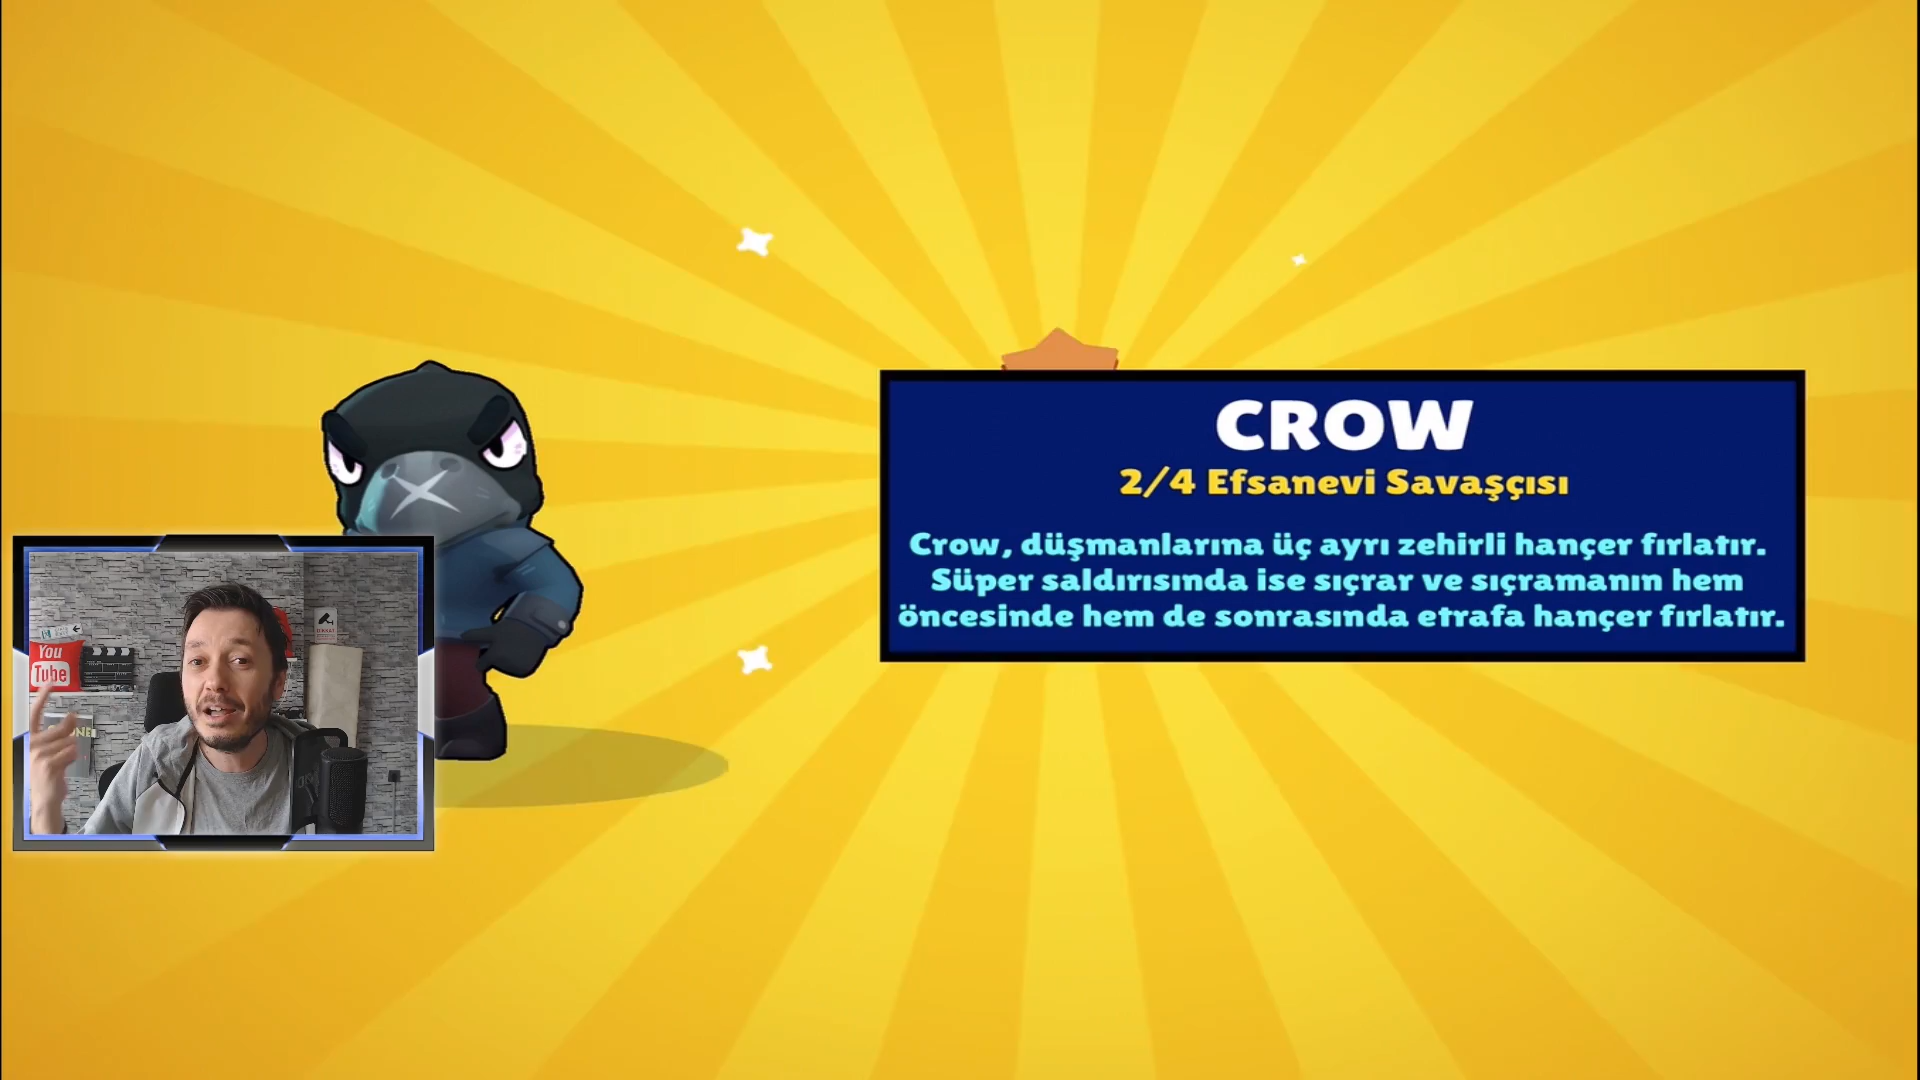 CROW
2/4 Efsanevi Savaşçısı
Crow, düşmanlarına üç ayrı zehirli hançer fırlatır.
Süper saldırısında ise sıçrar ve sıçramanın hem
öncesinde hem de sonrasında etrafa hançer fırlatır.
You
Tube